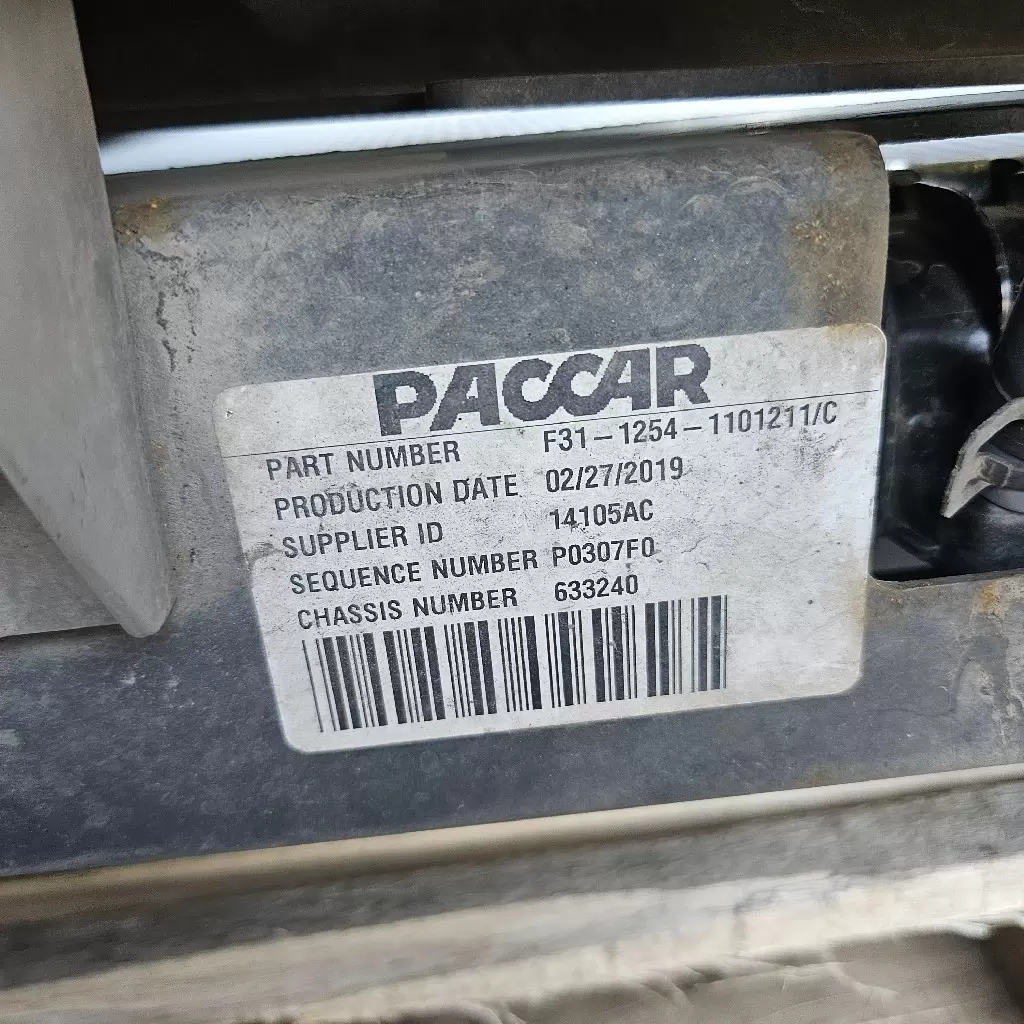 PACCAR
PART NUMBER F31-1254-1101211/C
PRODUCTION DATE 02/27/2019
SUPPLIER ID 14105AC
SEQUENCE NUMBER P0307F0
CHASSIS NUMBER 633240